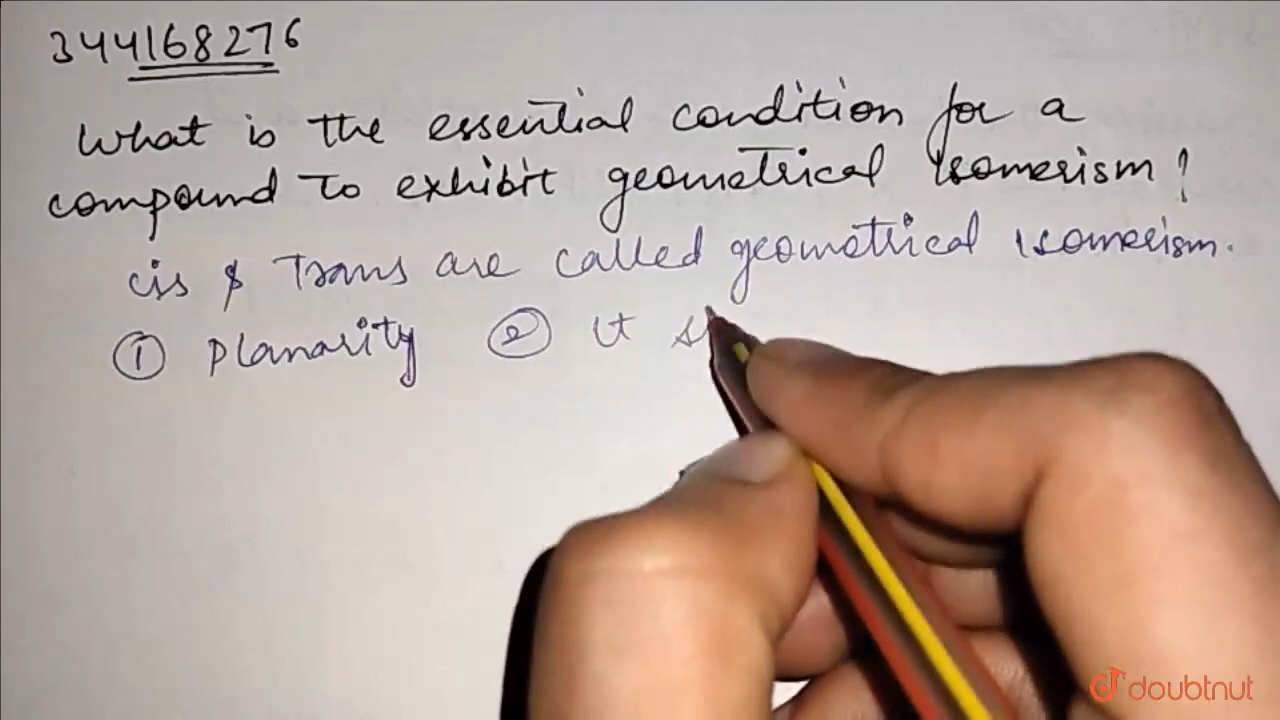 344168276
What is the essential condition for a
compound to exhibit geometrical isomerism?
cis & Trans are called geometrical isomerism.
① Planarity ② it
doubtnut